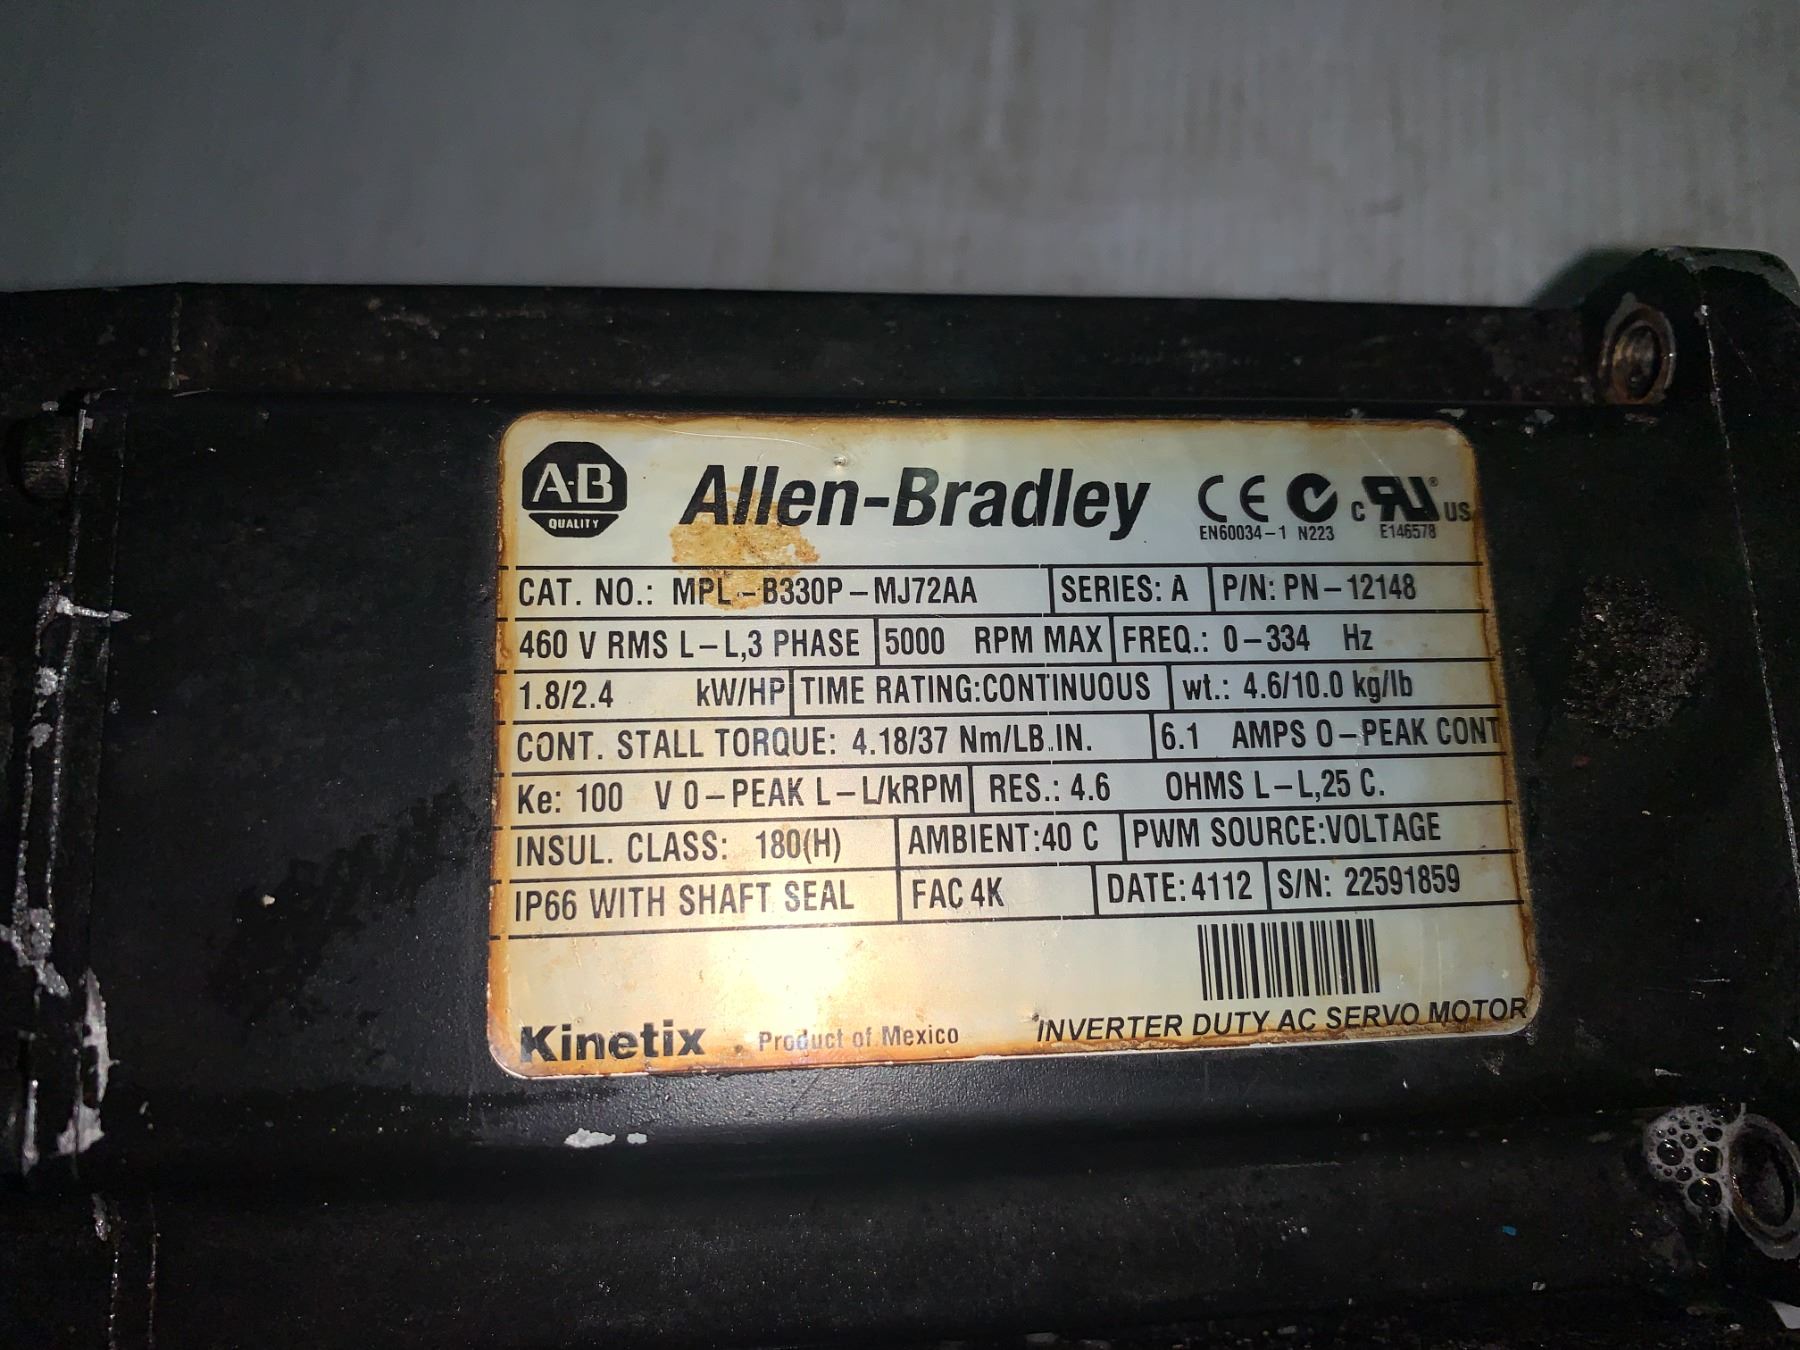 A-B QUALITY Allen-Bradley CE c RU ® US
EN60034-1 N223 E146578
CAT. NO.: MPL-B330P-MJ72AA SERIES: A P/N: PN-12148
460 V RMS L-L,3 PHASE 5000 RPM MAX FREQ.: 0-334 Hz
1.8/2.4 kW/HP TIME RATING:CONTINUOUS wt.: 4.6/10.0 kg/lb
CONT. STALL TORQUE: 4.18/37 Nm/LB.IN. 6.1 AMPS 0-PEAK CONT
Ke: 100 V 0-PEAK L-L/kRPM RES.: 4.6 OHMS L-L,25 C.
INSUL. CLASS: 180(H) AMBIENT:40 C PWM SOURCE:VOLTAGE
IP66 WITH SHAFT SEAL FAC 4K DATE:4112 S/N: 22591859
Kinetix Product of Mexico INVERTER DUTY AC SERVO MOTOR